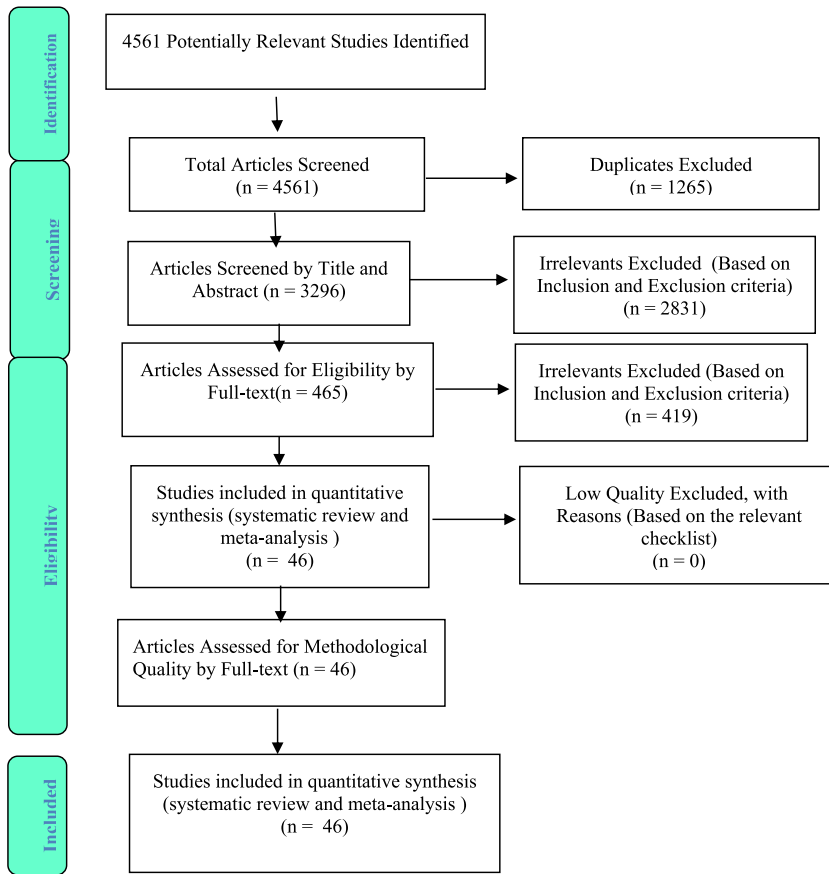 Identification
4561 Potentially Relevant Studies Identified
Screening
Total Articles Screened
(n = 4561)
Duplicates Excluded
(n = 1265)
Articles Screened by Title and
Abstract (n = 3296)
Irrelevants Excluded (Based on
Inclusion and Exclusion criteria)
(n = 2831)
Eligibility
Articles Assessed for Eligibility by
Full-text(n = 465)
Irrelevants Excluded (Based on
Inclusion and Exclusion criteria)
(n = 419)
Studies included in quantitative
synthesis (systematic review and
meta-analysis )
(n = 46)
Low Quality Excluded, with
Reasons (Based on the relevant
checklist)
(n = 0)
Articles Assessed for Methodological
Quality by Full-text (n = 46)
Included
Studies included in quantitative synthesis
(systematic review and meta-analysis )
(n = 46)